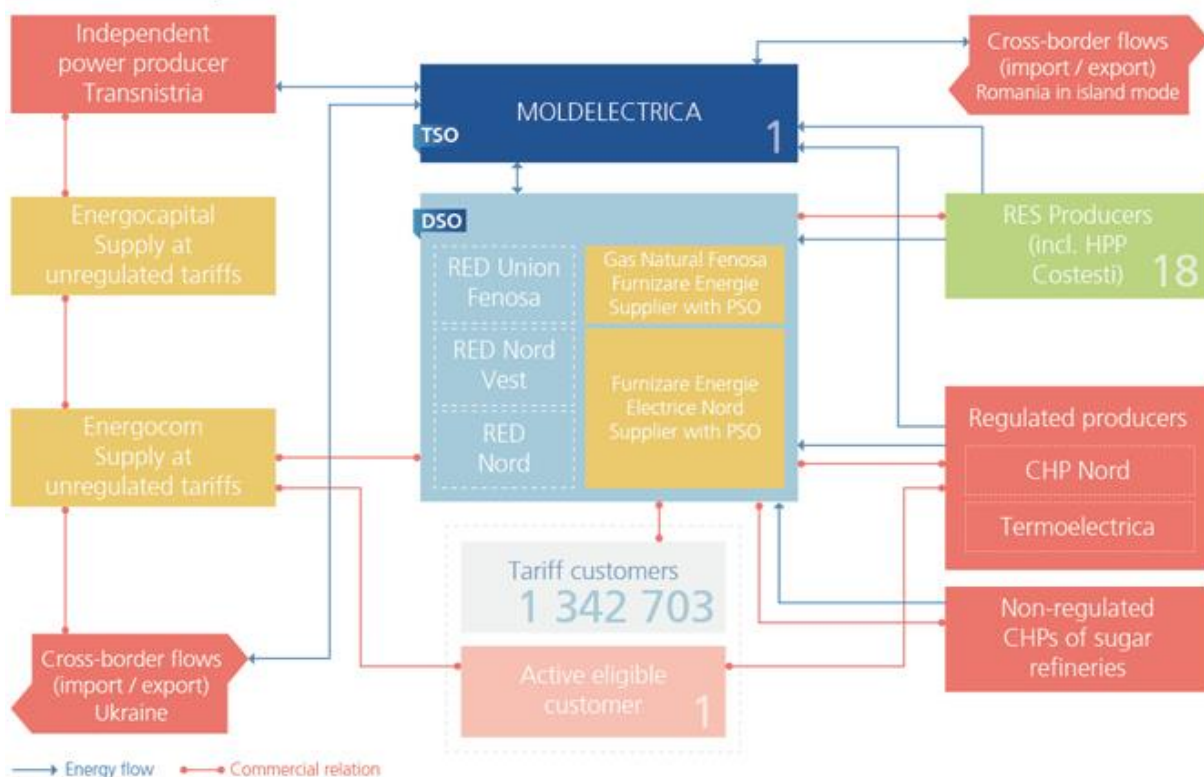 Independent
power producer
Transnistria
Cross-border flows
(import / export)
Romania in island mode
MOLDELECTRICA
TSO
1
Energocapital
Supply at
unregulated tariffs
DSO
RED Union
Fenosa
Gas Natural Fenosa
Furnizare Energie
Supplier with PSO
RES Producers
(incl. HPP
Costesti)
18
RED Nord
Vest
Furnizare Energie
Electrice Nord
Supplier with PSO
RED
Nord
Energocom
Supply at
unregulated tariffs
Regulated producers
CHP Nord
Termoelectrica
Tariff customers
1 342 703
Non-regulated
CHPs of sugar
refineries
Cross-border flows
(import / export)
Ukraine
Active eligible
customer
1
Energy flow
Commercial relation